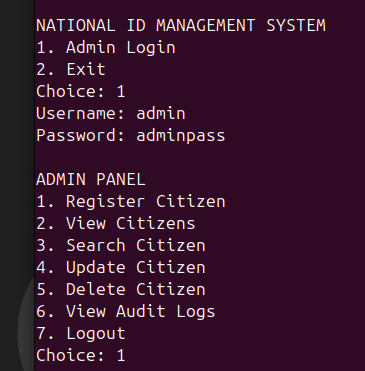 NATIONAL ID MANAGEMENT SYSTEM
1. Admin Login
2. Exit
Choice: 1
Username: admin
Password: adminpass
ADMIN PANEL
1. Register Citizen
2. View Citizens
3. Search Citizen
4. Update Citizen
5. Delete Citizen
6. View Audit Logs
7. Logout
Choice: 1